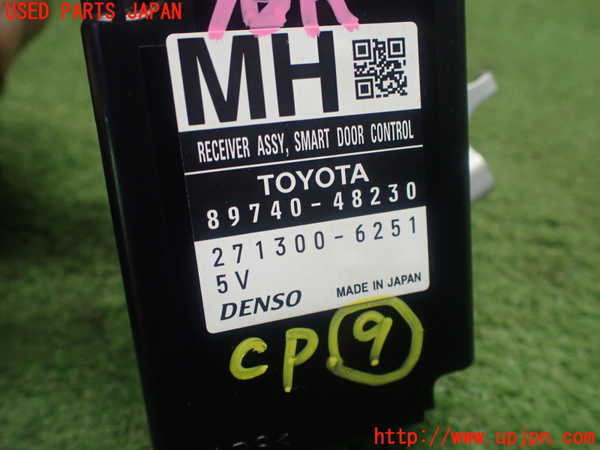 USED PARTS JAPAN
MH
RECEIVER ASSY, SMART DOOR CONTROL
TOYOTA
89740-48230
271300-6251
5V
DENSO MADE IN JAPAN
CP 9
http://www.upjpn.com/